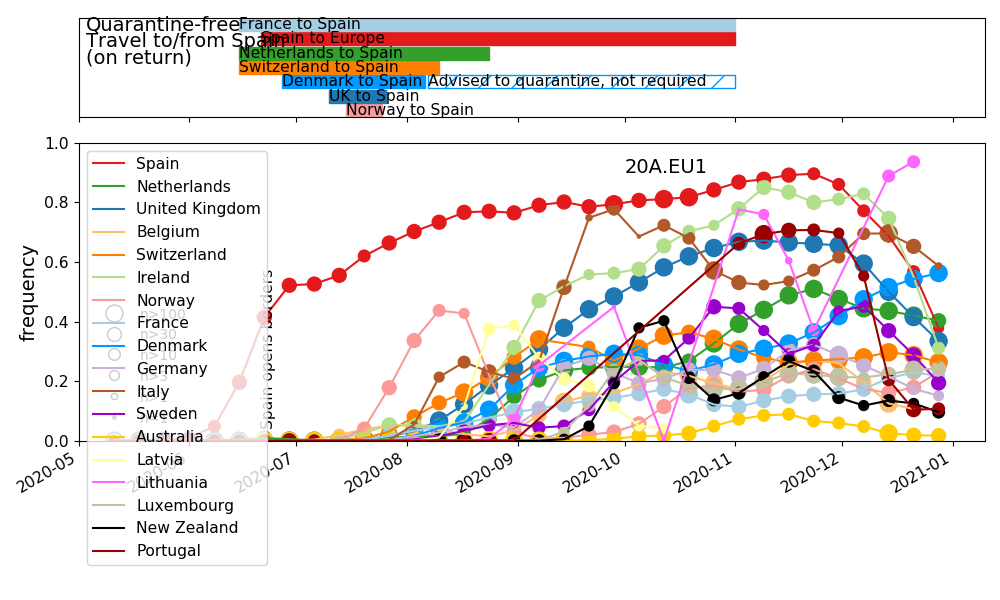 Quarantine-free
Travel to/from Spain
(on return)
France to Spain
Spain to Europe
Netherlands to Spain
Switzerland to Spain
Denmark to Spain
Advised to quarantine, not required
UK to Spain
Norway to Spain
20A.EU1
frequency
1.0
0.8
0.6
0.4
0.2
0.0
Spain
Netherlands
United Kingdom
Belgium
Switzerland
Ireland
Norway
France
Denmark
Germany
Italy
Sweden
Australia
Latvia
Lithuania
Luxembourg
New Zealand
Portugal
n>100
n>30
n>10
n>3
Spain opens borders
2020-05
2020-06
2020-07
2020-08
2020-09
2020-10
2020-11
2020-12
2021-01